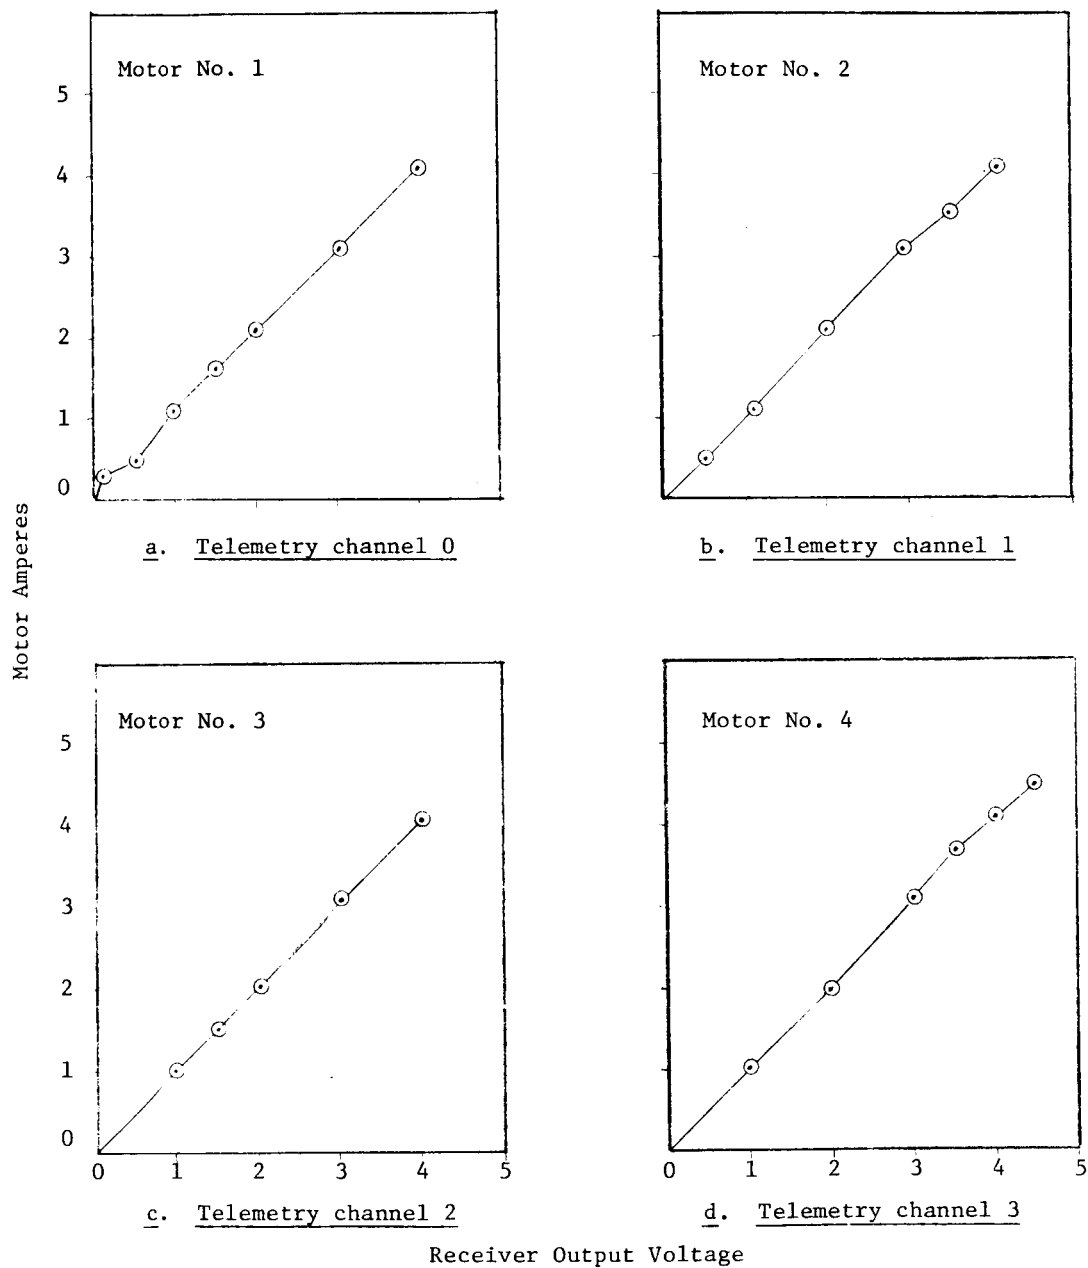 Motor No. 1
Motor No. 2
5
4
3
2
1
0
a. Telemetry channel 0
b. Telemetry channel 1
Motor Amperes
Motor No. 3
Motor No. 4
5
4
3
2
1
0
0 1 2 3 4 5
0 1 2 3 4 5
c. Telemetry channel 2
d. Telemetry channel 3
Receiver Output Voltage